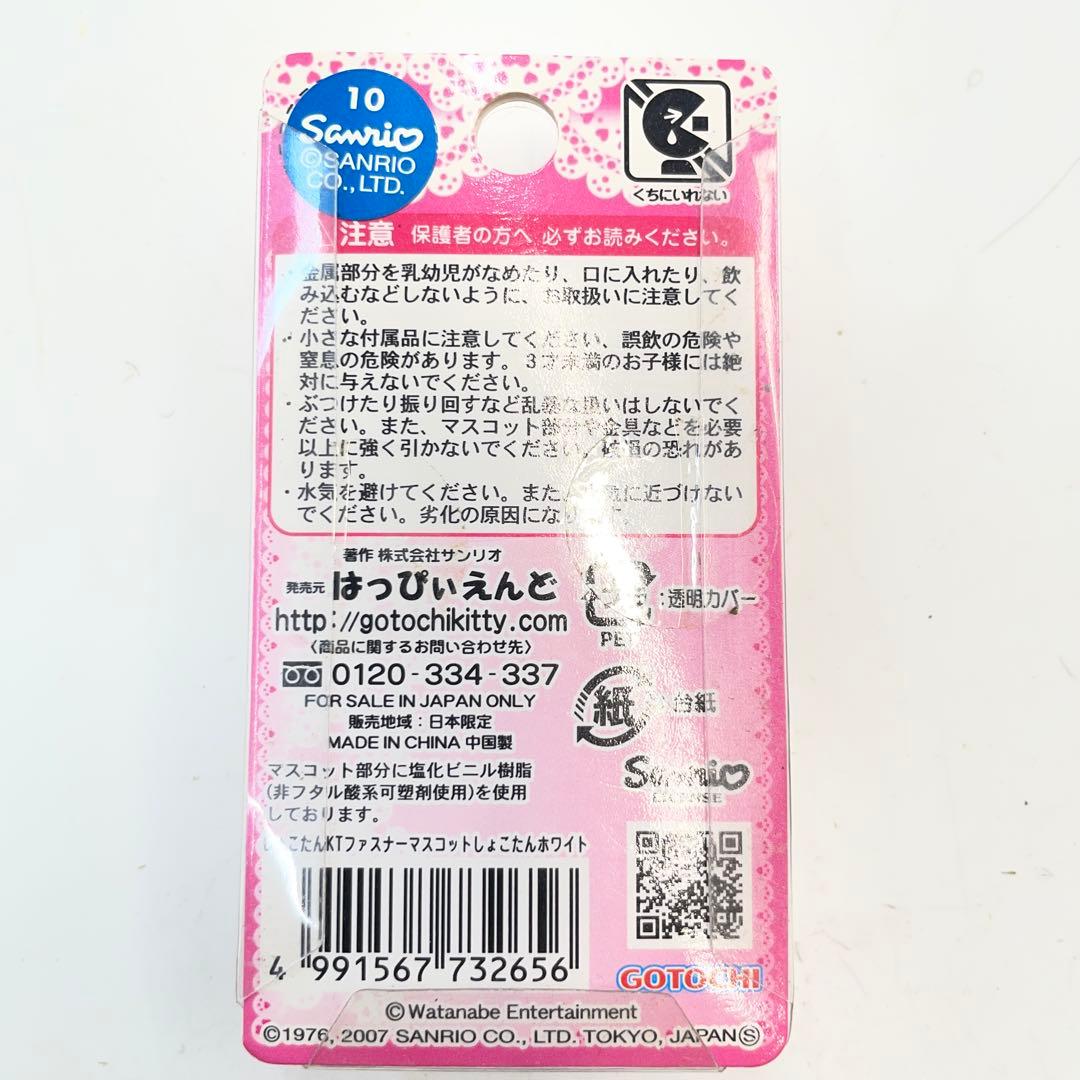 10
Sanrio
©SANRIO
CO., LTD.
くちにいれない
注意 保護者の方へ 必ずお読みください。
・金属部分を乳幼児がなめたり、口に入れたり、飲
み込むなどしないように、お取扱いに注意してく
ださい。
・小さな付属品に注意してください、誤飲の危険や
窒息の危険があります。3才未満のお子様には絶
対に与えないでください。
・ぶつけたり振り回すなど乱暴な扱いはしないでく
ださい。また、マスコット部分や金具などを必要
以上に強く引かないでください。破損の恐れがあ
ります。
・水気を避けてください。また、火気に近づけない
でください。劣化の原因になります。
著作 株式会社サンリオ
発売元 はっぴぃえんど
http://gotochikitty.com
〈商品に関するお問い合わせ先〉
0120-334-337
FOR SALE IN JAPAN ONLY
販売地域：日本限定
MADE IN CHINA 中国製
:透明カバー
PET
紙
台紙
マスコット部分に塩化ビニル樹脂
(非フタル酸系可塑剤使用)を使用
しております。
Sanrio
LICENSE
しょこたんKTファスナーマスコットしょこたんホワイト
4 991567 732656
GOTOCHI
©Watanabe Entertainment
©1976, 2007 SANRIO CO., LTD. TOKYO, JAPAN Ⓢ